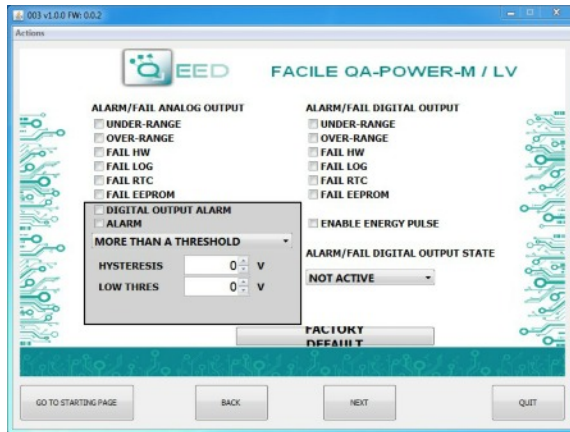 003 v1.0.0 FW: 0.0.2
Actions
QEED
FACILE QA-POWER-M / LV
ALARM/FAIL ANALOG OUTPUT
UNDER-RANGE
OVER-RANGE
FAIL HW
FAIL LOG
FAIL RTC
FAIL EEPROM
DIGITAL OUTPUT ALARM
ALARM
MORE THAN A THRESHOLD
HYSTERESIS 0 V
LOW THRES 0 V
ALARM/FAIL DIGITAL OUTPUT
UNDER-RANGE
OVER-RANGE
FAIL HW
FAIL LOG
FAIL RTC
FAIL EEPROM
ENABLE ENERGY PULSE
ALARM/FAIL DIGITAL OUTPUT STATE
NOT ACTIVE
FACTORY
DEFAULT
GO TO STARTING PAGE
BACK
NEXT
QUIT